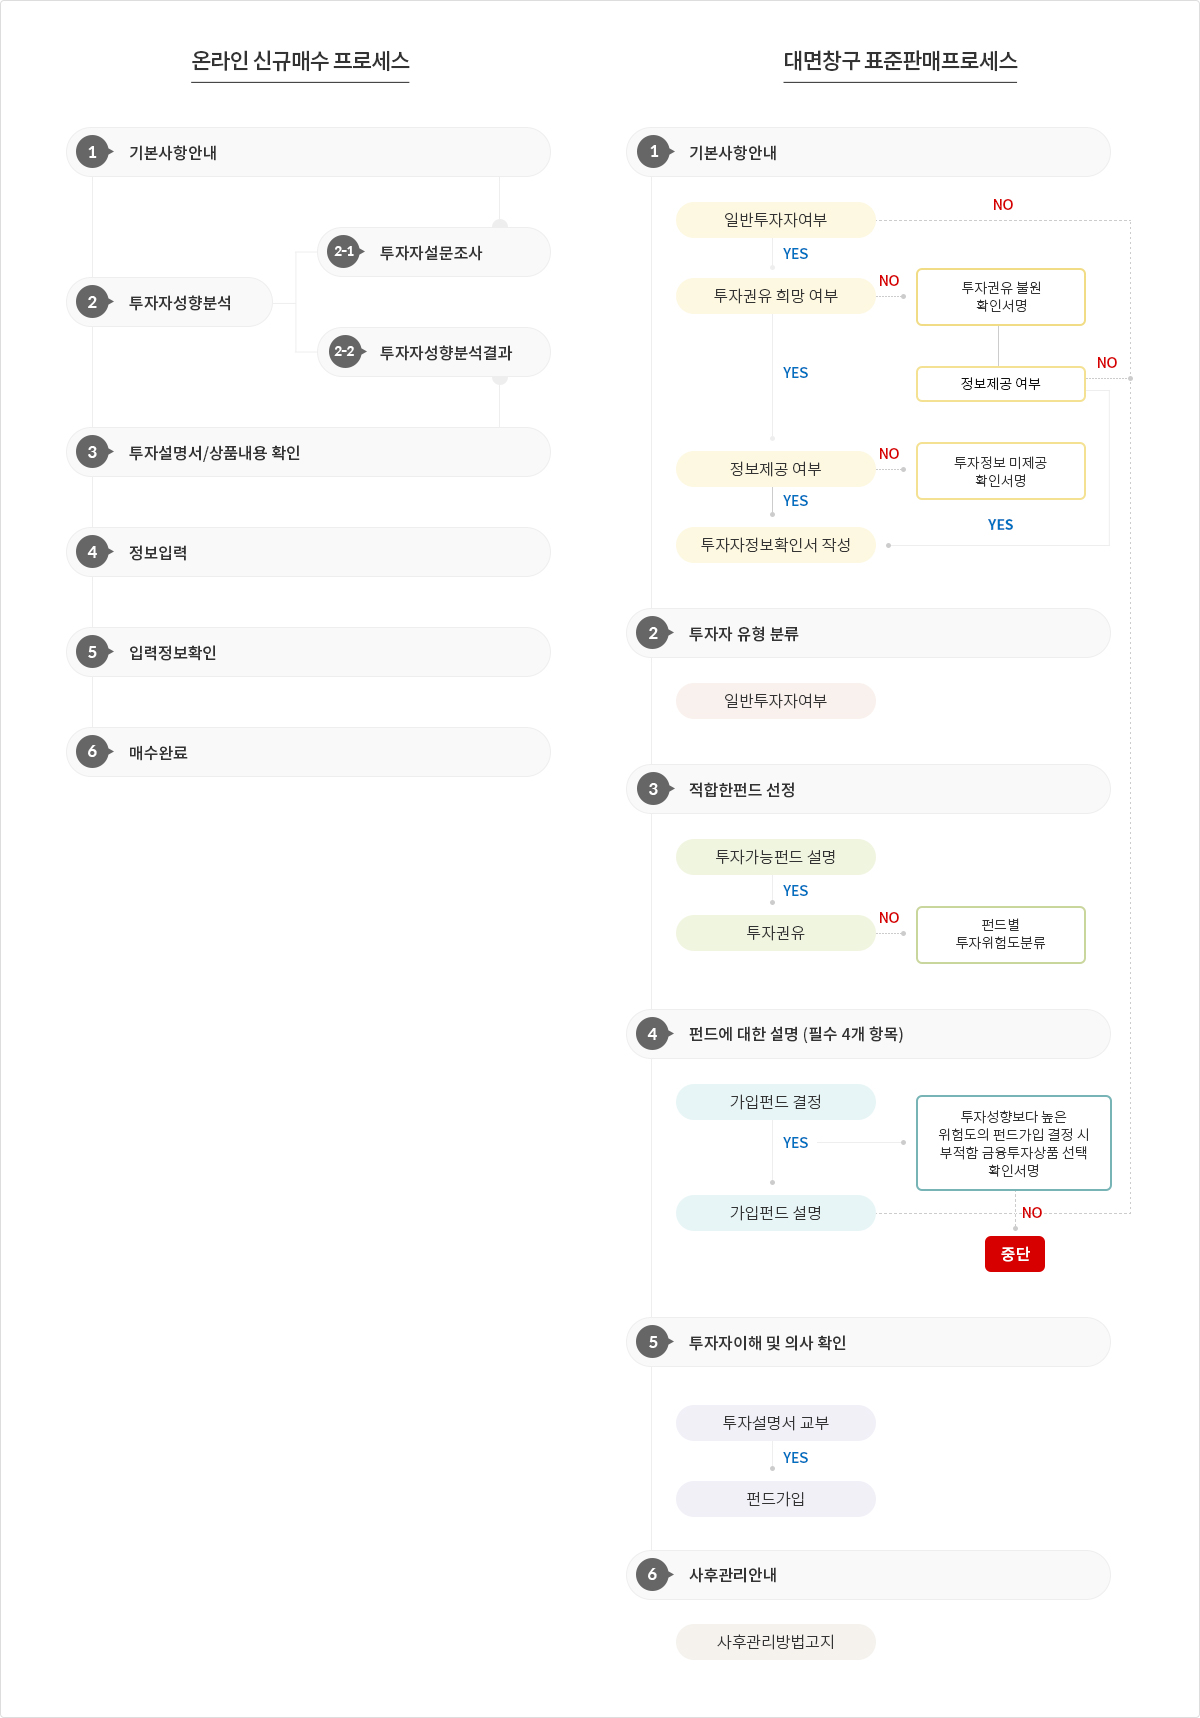 온라인 신규매수 프로세스
1 기본사항안내
2-1 투자자설문조사
2 투자자성향분석
2-2 투자자성향분석결과
3 투자설명서/상품내용 확인
4 정보입력
5 입력정보확인
6 매수완료
대면창구 표준판매프로세스
1 기본사항안내
일반투자자여부
NO
YES
투자권유 희망 여부
NO
투자권유 불원
확인서명
YES
정보제공 여부
NO
정보제공 여부
NO
투자정보 미제공
확인서명
YES
YES
투자자정보확인서 작성
2 투자자 유형 분류
일반투자자여부
3 적합한펀드 선정
투자가능펀드 설명
YES
투자권유
NO
펀드별
투자위험도분류
4 펀드에 대한 설명 (필수 4개 항목)
가입펀드 결정
YES
투자성향보다 높은
위험도의 펀드가입 결정 시
부적합 금융투자상품 선택
확인서명
가입펀드 설명
NO
중단
5 투자자이해 및 의사 확인
투자설명서 교부
YES
펀드가입
6 사후관리안내
사후관리방법고지